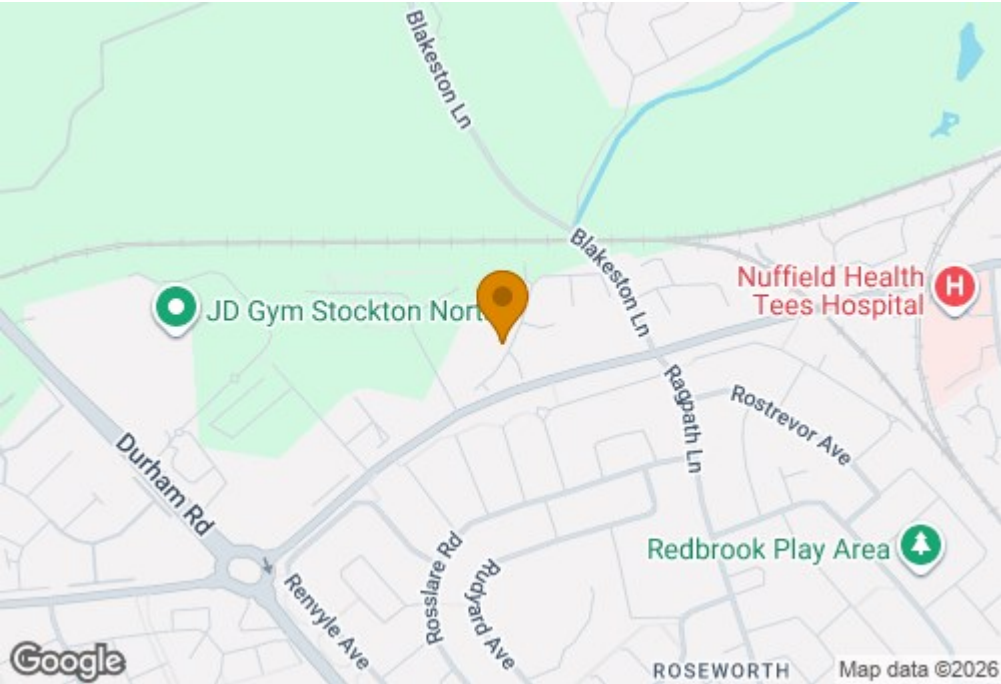 Blakeston Ln
Blakeston Ln
Nuffield Health
Tees Hospital
H
JD Gym Stockton Nort
Ragpath Ln
Rostrevor Ave
Durham Rd
Redbrook Play Area
Rosslare Rd
Rudyard Ave
Renvyle Ave
ROSEWORTH
Google
Map data ©2026